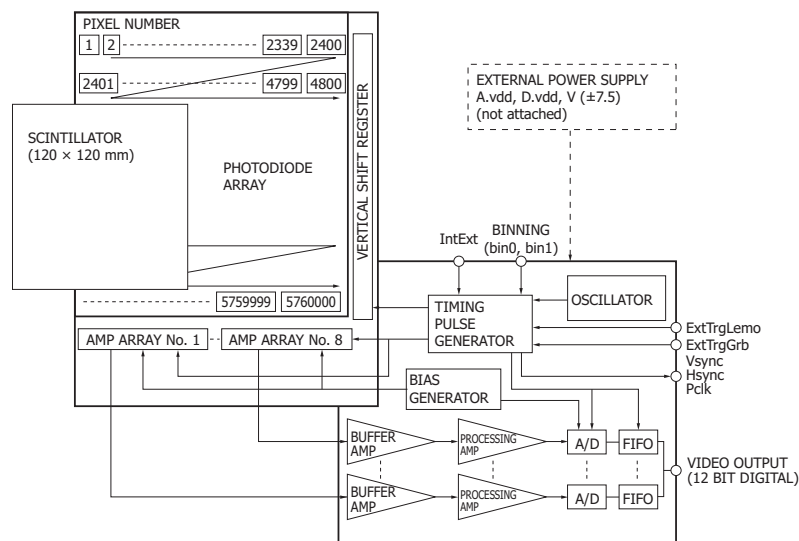 PIXEL NUMBER
1 2 2339 2400
2401 4799 4800
SCINTILLATOR
(120 × 120 mm)
PHOTODIODE
ARRAY
VERTICAL SHIFT REGISTER
5759999 5760000
AMP ARRAY No. 1
AMP ARRAY No. 8
EXTERNAL POWER SUPPLY
A.vdd, D.vdd, V (±7.5)
(not attached)
IntExt
BINNING
(bin0, bin1)
TIMING
PULSE
GENERATOR
OSCILLATOR
ExtTrgLemo
ExtTrgGrb
Vsync
Hsync
Pclk
BIAS
GENERATOR
BUFFER
AMP
PROCESSING
AMP
A/D
FIFO
BUFFER
AMP
PROCESSING
AMP
A/D
FIFO
VIDEO OUTPUT
(12 BIT DIGITAL)